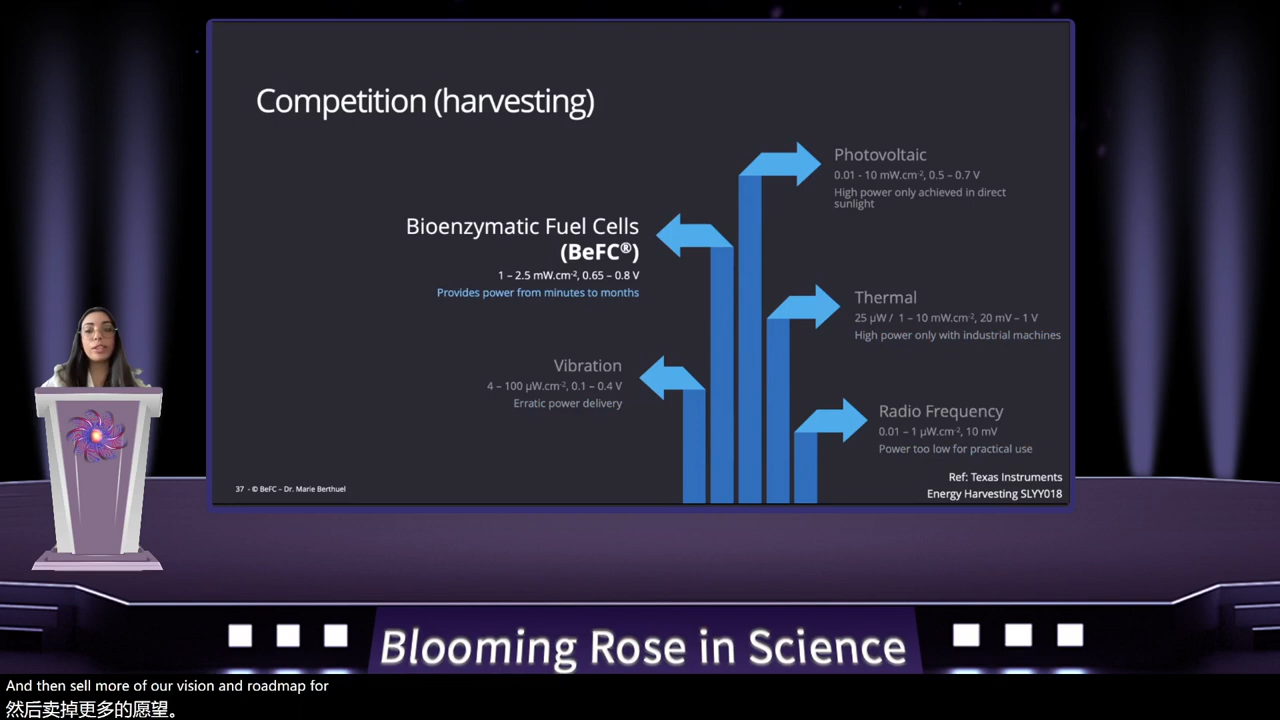 Competition (harvesting)
Photovoltaic
0.01 - 10 mW.cm-², 0.5 – 0.7 V
High power only achieved in direct
sunlight
Bioenzymatic Fuel Cells
(BeFC®)
1 – 2.5 mW.cm-², 0.65 – 0.8 V
Provides power from minutes to months
Thermal
25 µW / 1 – 10 mW.cm-², 20 mV – 1 V
High power only with industrial machines
Vibration
4 – 100 µW.cm-², 0.1 – 0.4 V
Erratic power delivery
Radio Frequency
0.01 – 1 µW.cm-², 10 mV
Power too low for practical use
Ref: Texas Instruments
Energy Harvesting SLYY018
37 - © BeFC – Dr. Marie Berthuel
Blooming Rose in Science
And then sell more of our vision and roadmap for
然后卖掉更多的愿望。